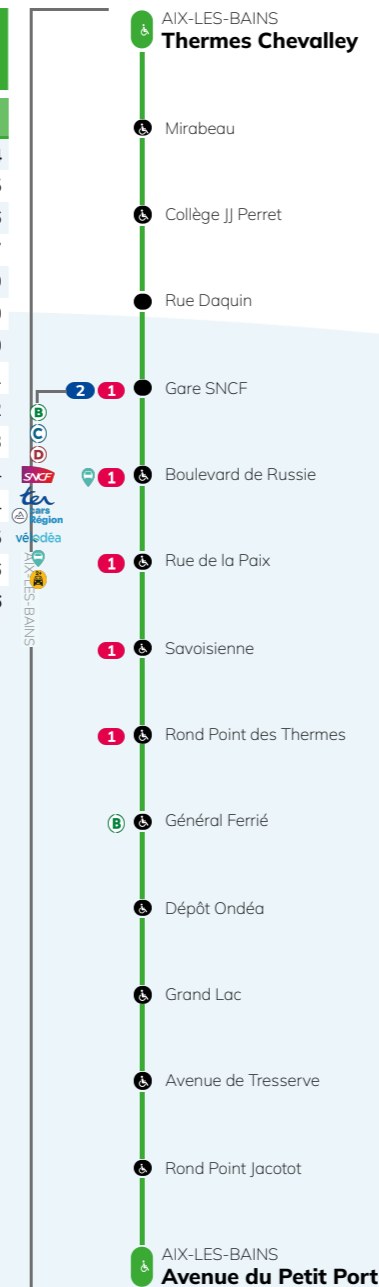 AIX-LES-BAINS
Thermes Chevalley
Mirabeau
Collège JJ Perret
Rue Daquin
2 1 Gare SNCF
B
C
D
SNCF
ter
cars
Région
vélodéa
AIX-LES-BAINS
1 Boulevard de Russie
1 Rue de la Paix
1 Savoisienne
1 Rond Point des Thermes
B Général Ferrié
Dépôt Ondéa
Grand Lac
Avenue de Tresserve
Rond Point Jacotot
AIX-LES-BAINS
Avenue du Petit Port